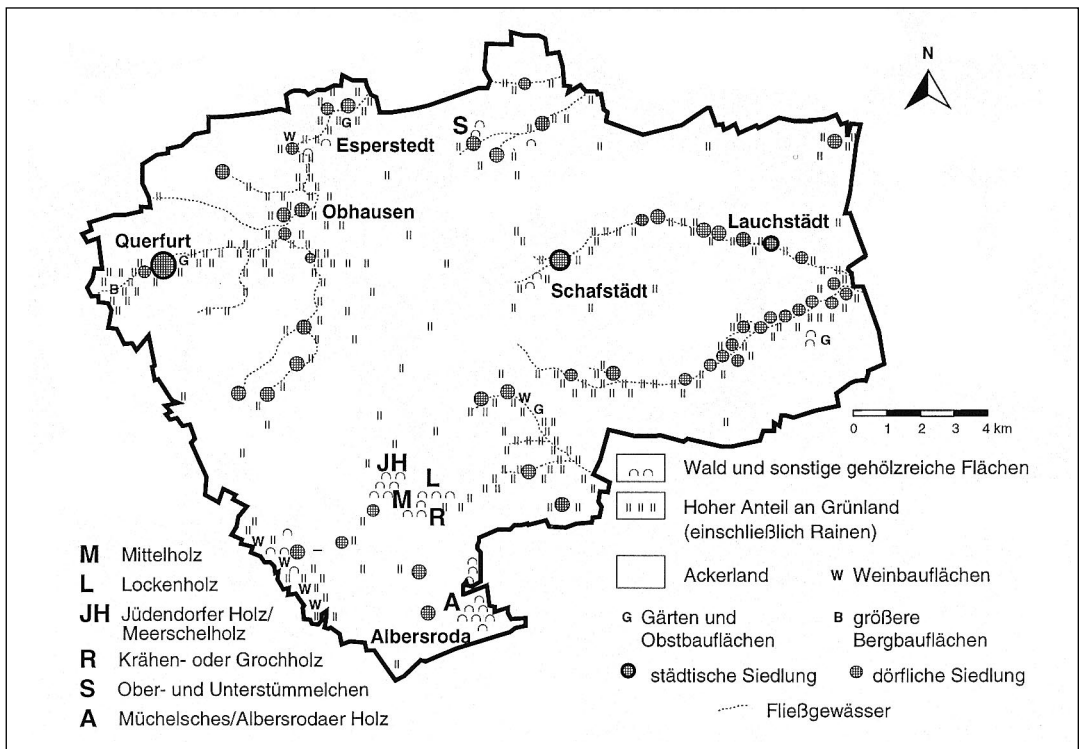 N
S
G
W
Esperstedt
Obhausen
Lauchstädt
Querfurt
G
B
Schafstädt
G
W
G
0 1 2 3 4 km
JH
L
M
R
W
W
W
W
A
Albersroda
M Mittelholz
L Lockenholz
JH Jüdendorfer Holz/
Meerschelholz
R Krähen- oder Grochholz
S Ober- und Unterstümmelchen
A Müchelsches/Albersrodaer Holz
Wald und sonstige gehölzreiche Flächen
Hoher Anteil an Grünland
(einschließlich Rainen)
Ackerland
W Weinbauflächen
G Gärten und
Obstbauflächen
B größere
Bergbauflächen
städtische Siedlung
dörfliche Siedlung
Fließgewässer